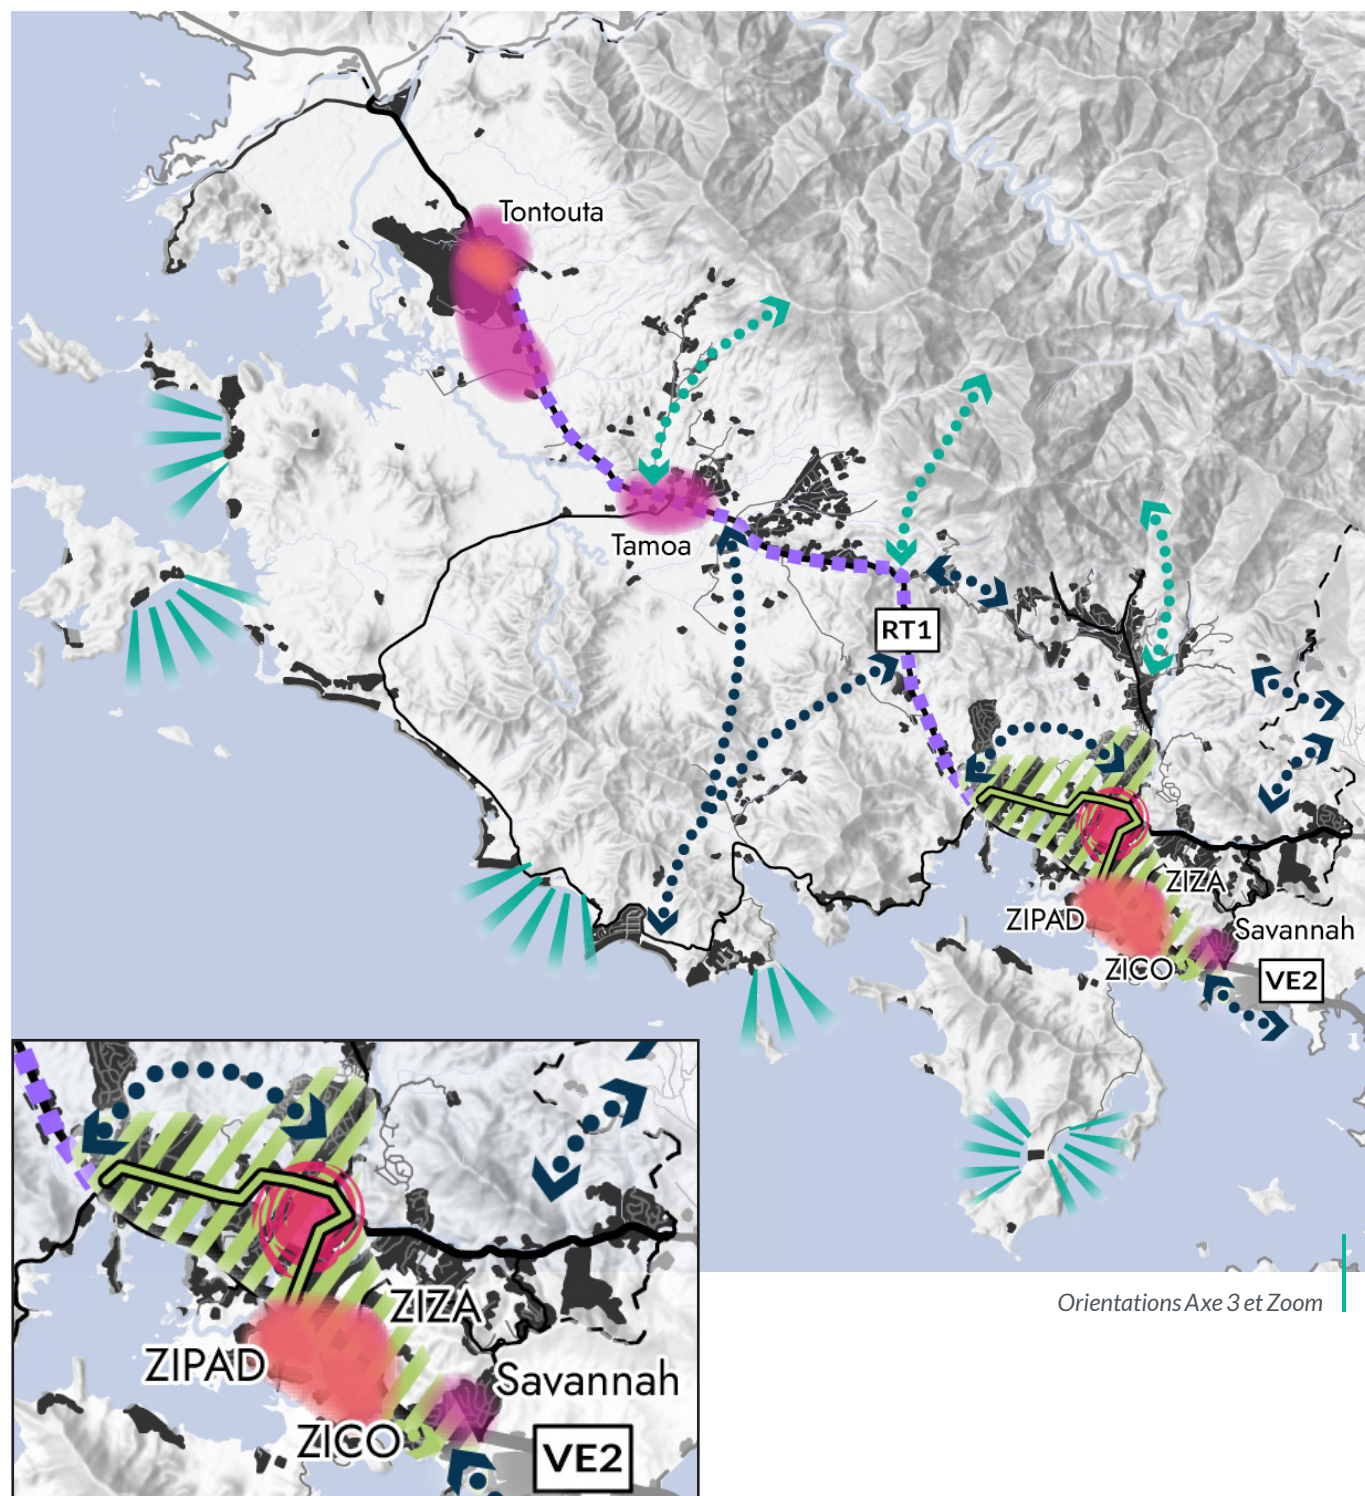 Tontouta
Tamoa
RT1
ZIZA
ZIPAD
Savannah
ZICO
VE2
Orientations Axe 3 et Zoom
ZIZA
ZIPAD
Savannah
ZICO
VE2